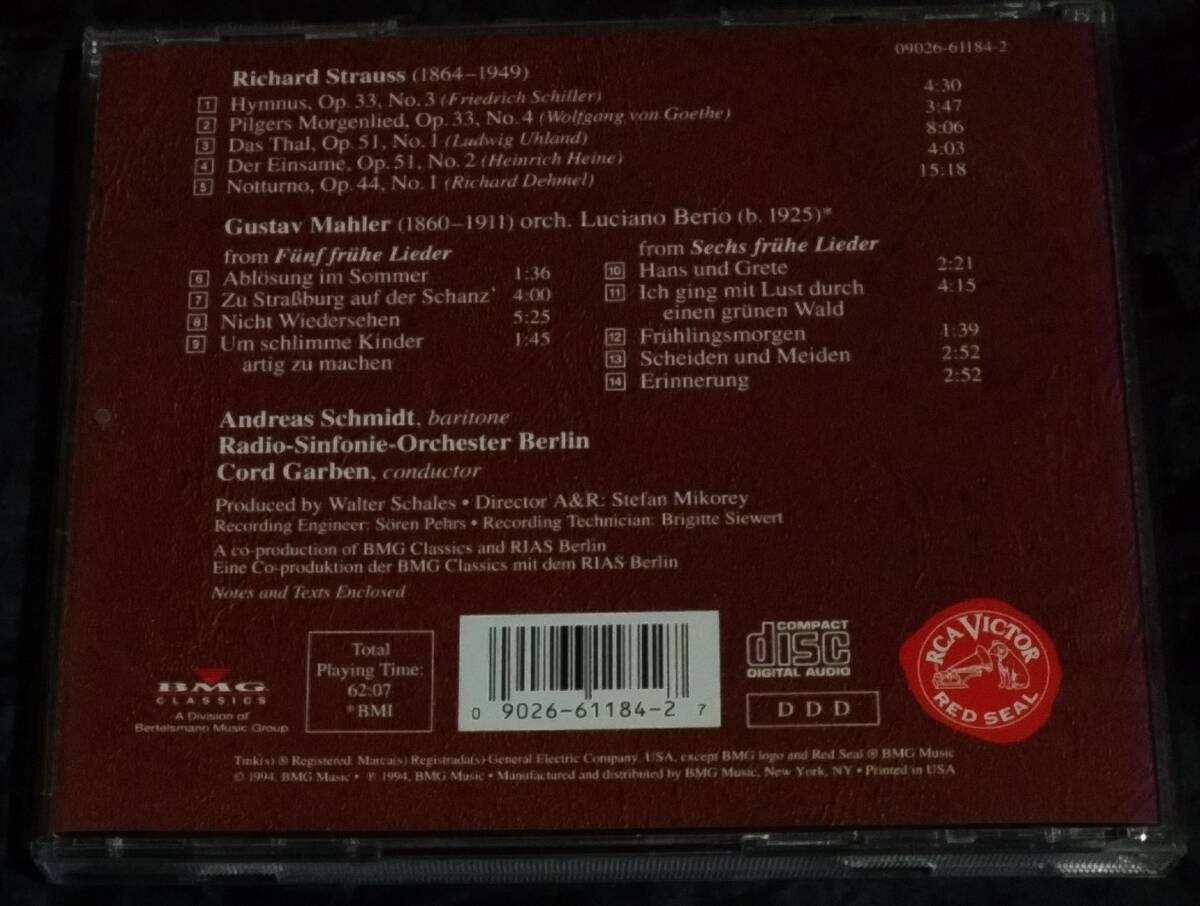 09026-61184-2
Richard Strauss (1864–1949)
1 Hymnus, Op. 33, No. 3 (Friedrich Schiller) 4:30
2 Pilgers Morgenlied, Op. 33, No. 4 (Wolfgang von Goethe) 3:47
3 Das Thal, Op. 51, No. 1 (Ludwig Uhland) 8:06
4 Der Einsame, Op. 51, No. 2 (Heinrich Heine) 4:03
5 Notturno, Op. 44, No. 1 (Richard Dehmel) 15:18
Gustav Mahler (1860–1911) orch. Luciano Berio (b. 1925)*
from Fünf frühe Lieder
6 Ablösung im Sommer 1:36
7 Zu Straßburg auf der Schanz' 4:00
8 Nicht Wiedersehen 5:25
9 Um schlimme Kinder 1:45
artig zu machen
from Sechs frühe Lieder
10 Hans und Grete 2:21
11 Ich ging mit Lust durch 4:15
einen grünen Wald
12 Frühlingsmorgen 1:39
13 Scheiden und Meiden 2:52
14 Erinnerung 2:52
Andreas Schmidt, baritone
Radio-Sinfonie-Orchester Berlin
Cord Garben, conductor
Produced by Walter Schales • Director A&R: Stefan Mikorey
Recording Engineer: Sören Pehrs • Recording Technician: Brigitte Siewert
A co-production of BMG Classics and RIAS Berlin
Eine Co-produktion der BMG Classics mit dem RIAS Berlin
Notes and Texts Enclosed
BMG
CLASSICS
A Division of
Bertelsmann Music Group
Total
Playing Time:
62:07
*BMI
0 9026-61184-2 7
COMPACT
disc
DIGITAL AUDIO
DDD
RCA VICTOR
RED SEAL
Tmk(s) ® Registered. Marca(s) Registrada(s) General Electric Company, USA, except BMG logo and Red Seal ® BMG Music
© 1994, BMG Music • ℗ 1994, BMG Music • Manufactured and distributed by BMG Music, New York, NY • Printed in USA